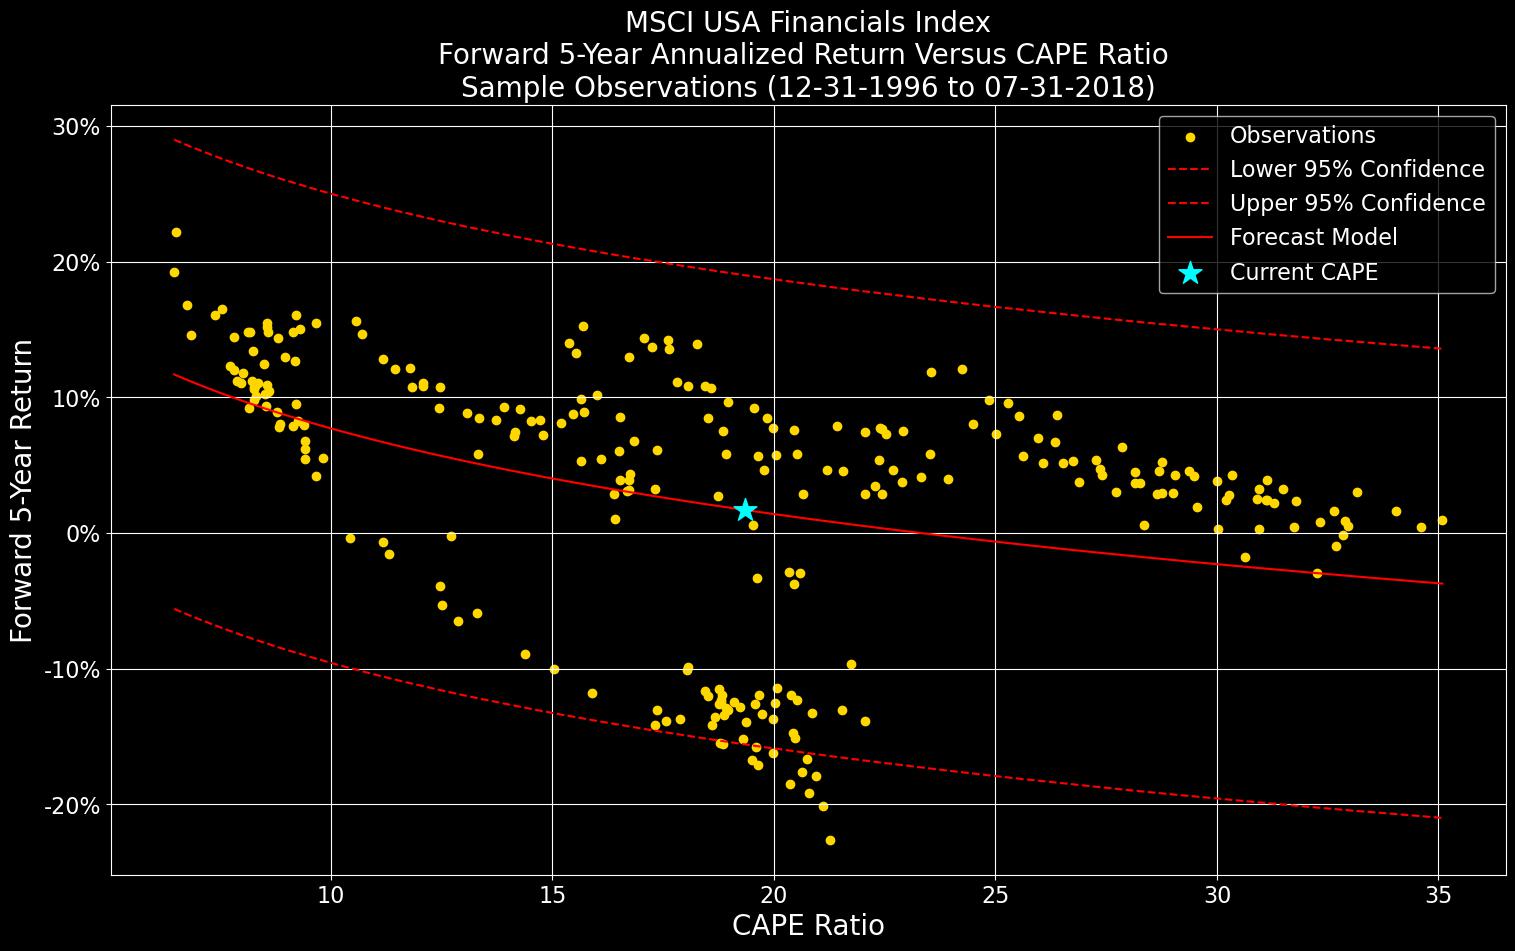 MSCI USA Financials Index
Forward 5-Year Annualized Return Versus CAPE Ratio
Sample Observations (12-31-1996 to 07-31-2018)
Observations
Lower 95% Confidence
Upper 95% Confidence
Forecast Model
Current CAPE
Forward 5-Year Return
30%
20%
10%
0%
-10%
-20%
10
15
20
25
30
35
CAPE Ratio